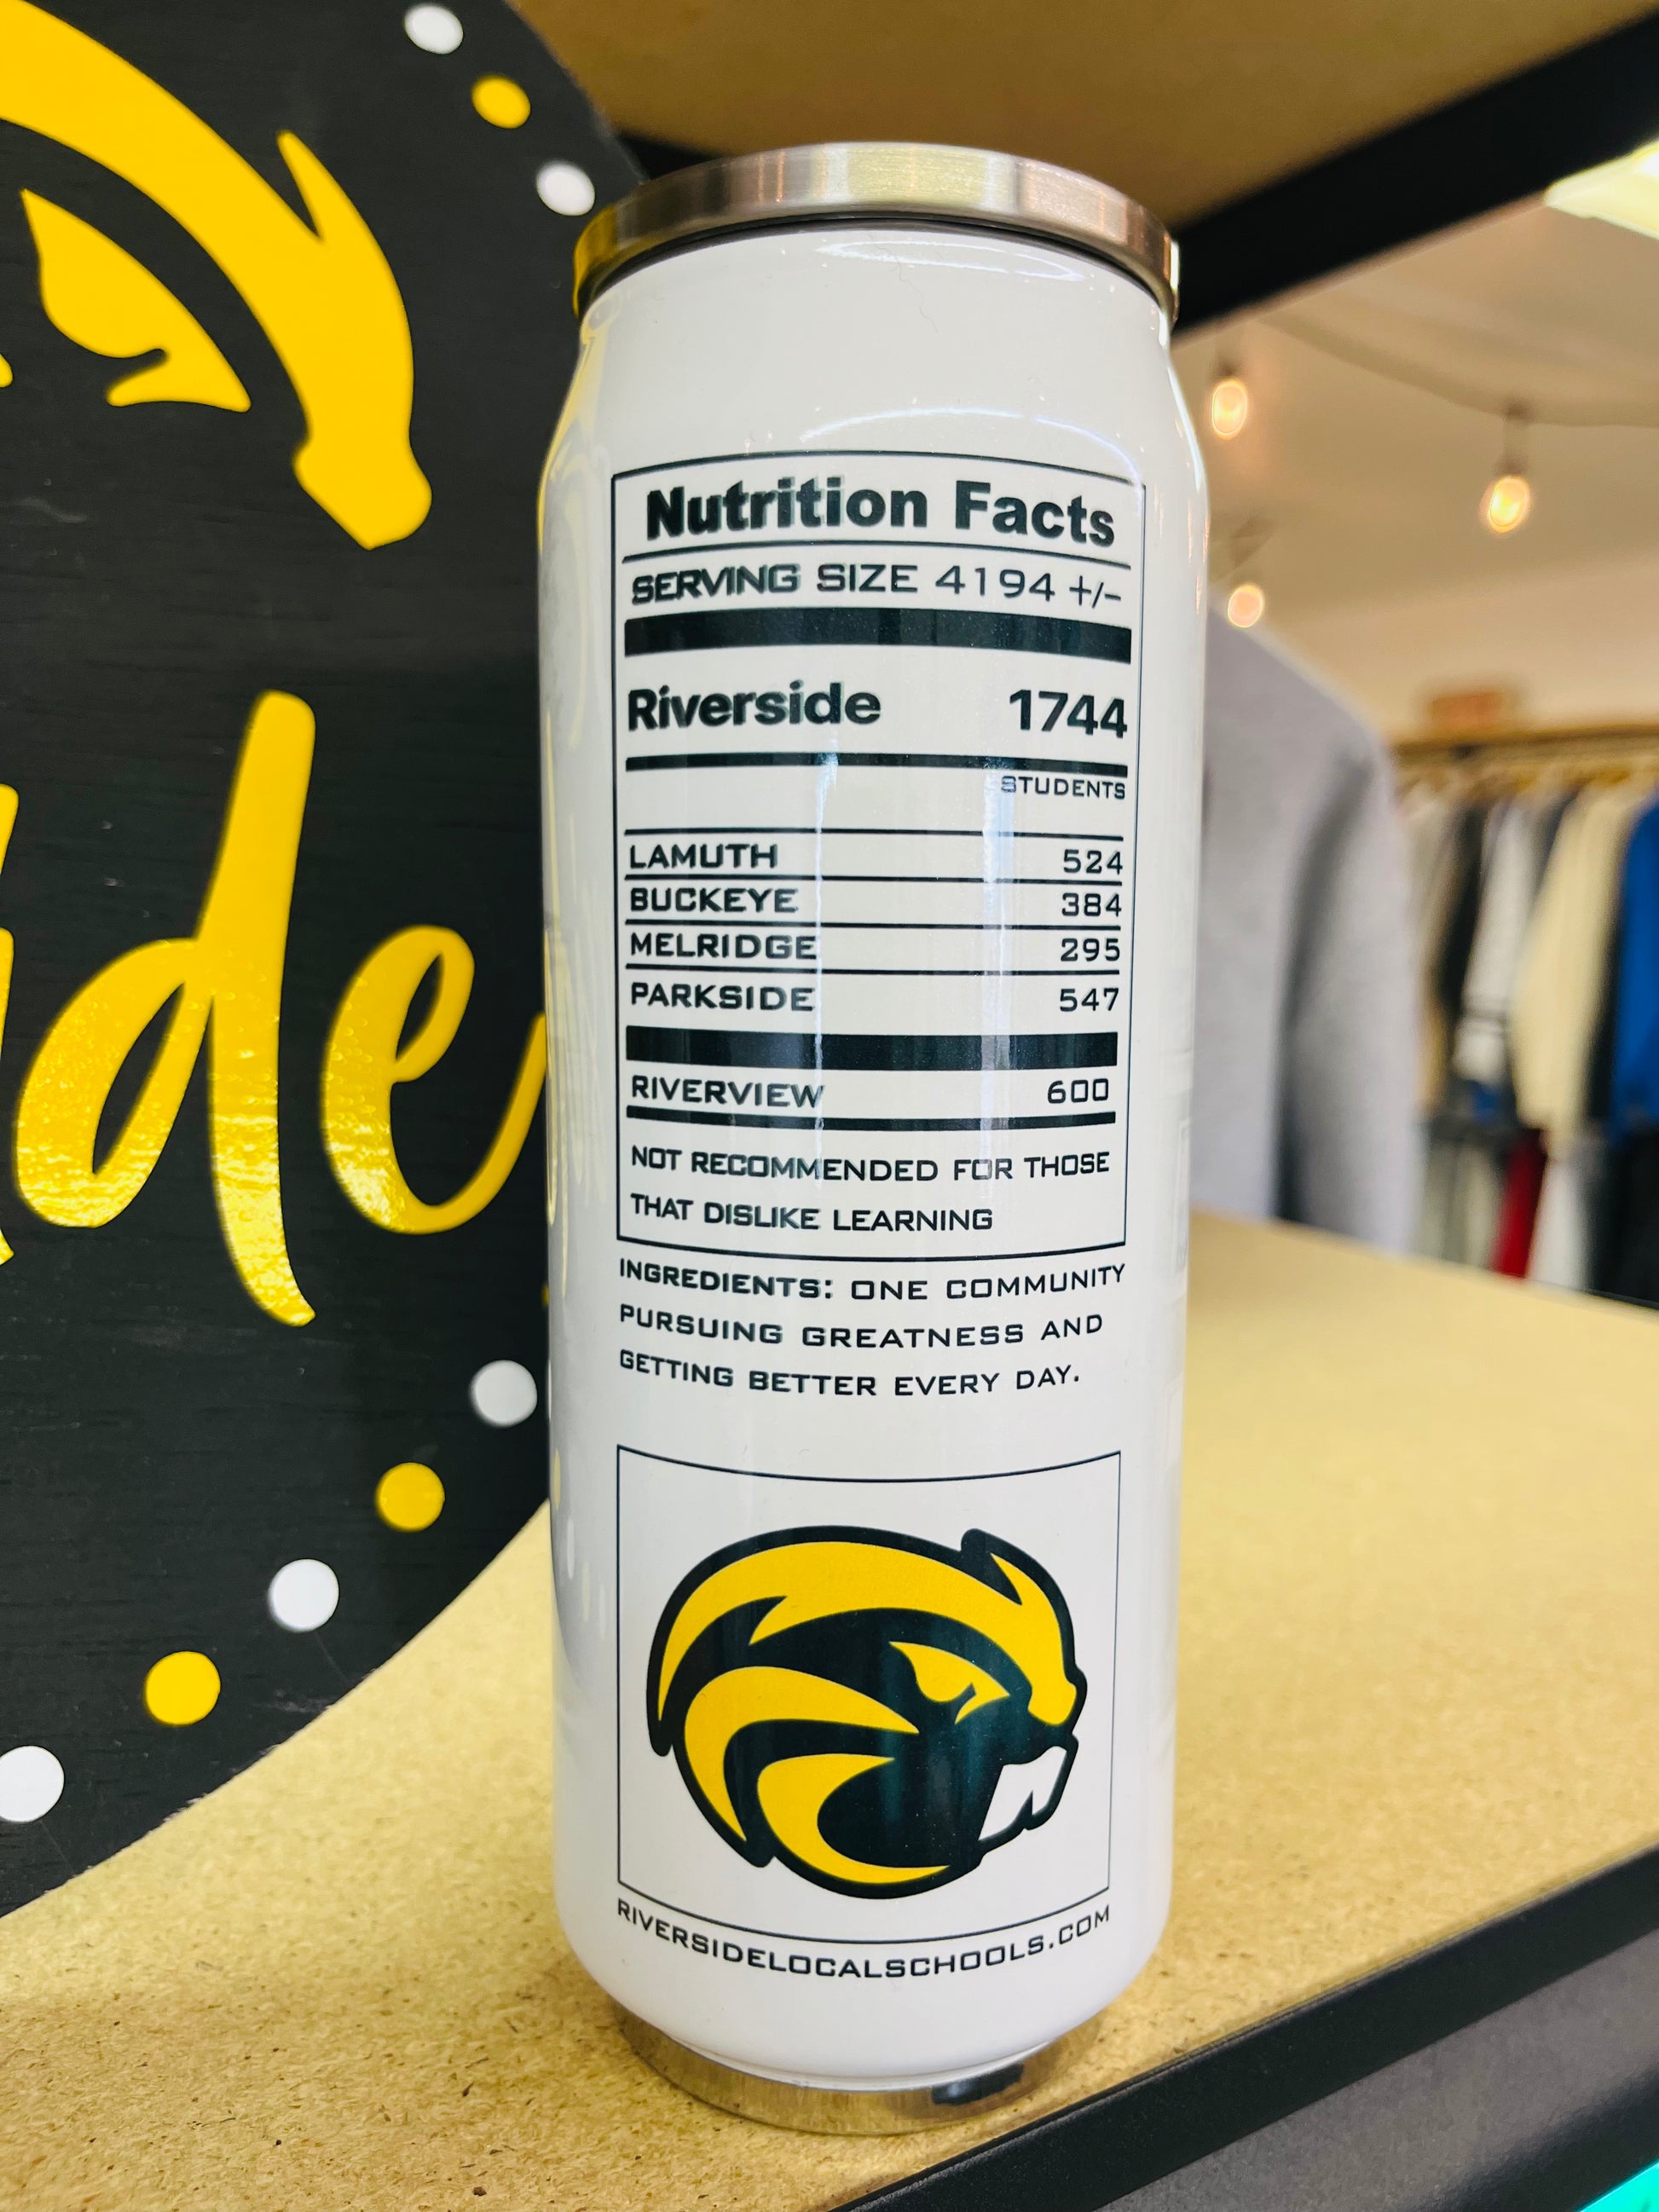 Nutrition Facts
SERVING SIZE 4194 +/-
Riverside 1744
STUDENTS
LAMUTH 524
BUCKEYE 384
MELRIDGE 295
PARKSIDE 547
RIVERVIEW 600
NOT RECOMMENDED FOR THOSE
THAT DISLIKE LEARNING
INGREDIENTS: ONE COMMUNITY
PURSUING GREATNESS AND
GETTING BETTER EVERY DAY.
RIVERSIDELOCALSCHOOLS.COM